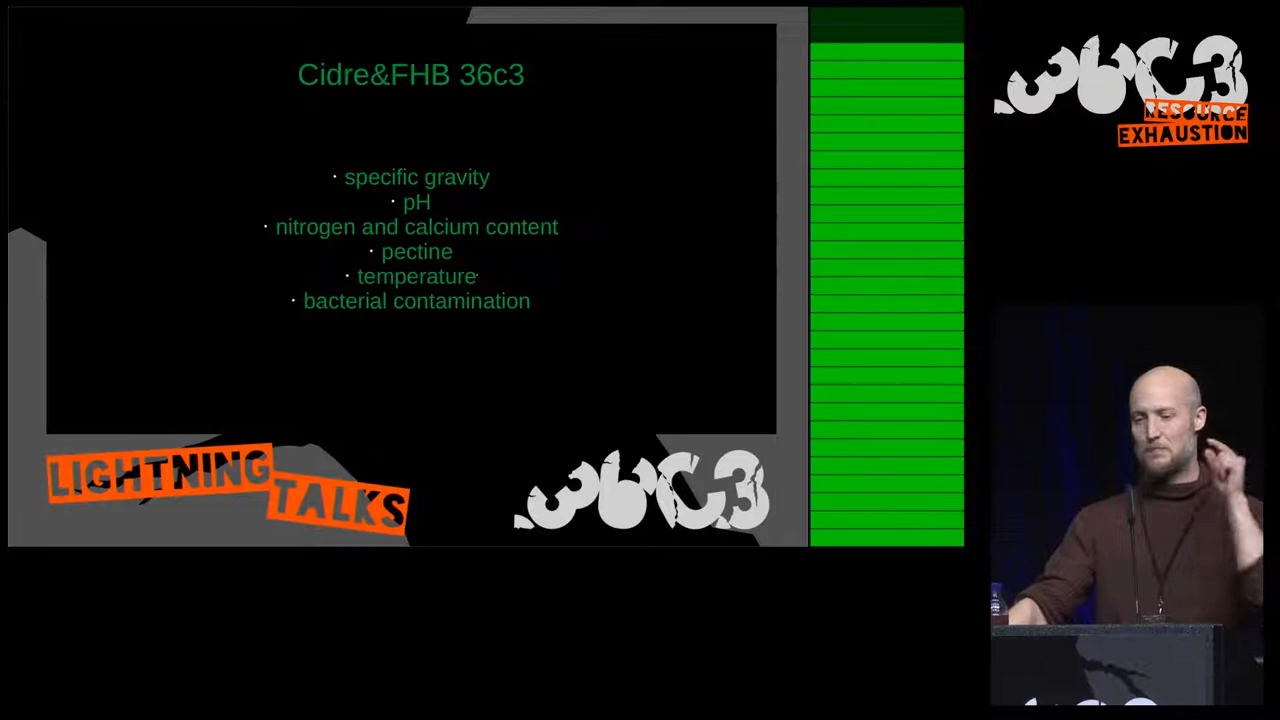 Cidre&FHB 36c3
· specific gravity
· pH
· nitrogen and calcium content
· pectine
· temperature
· bacterial contamination
LIGHTNING
TALKS
36C3
36C3
RESOURCE
EXHAUSTION